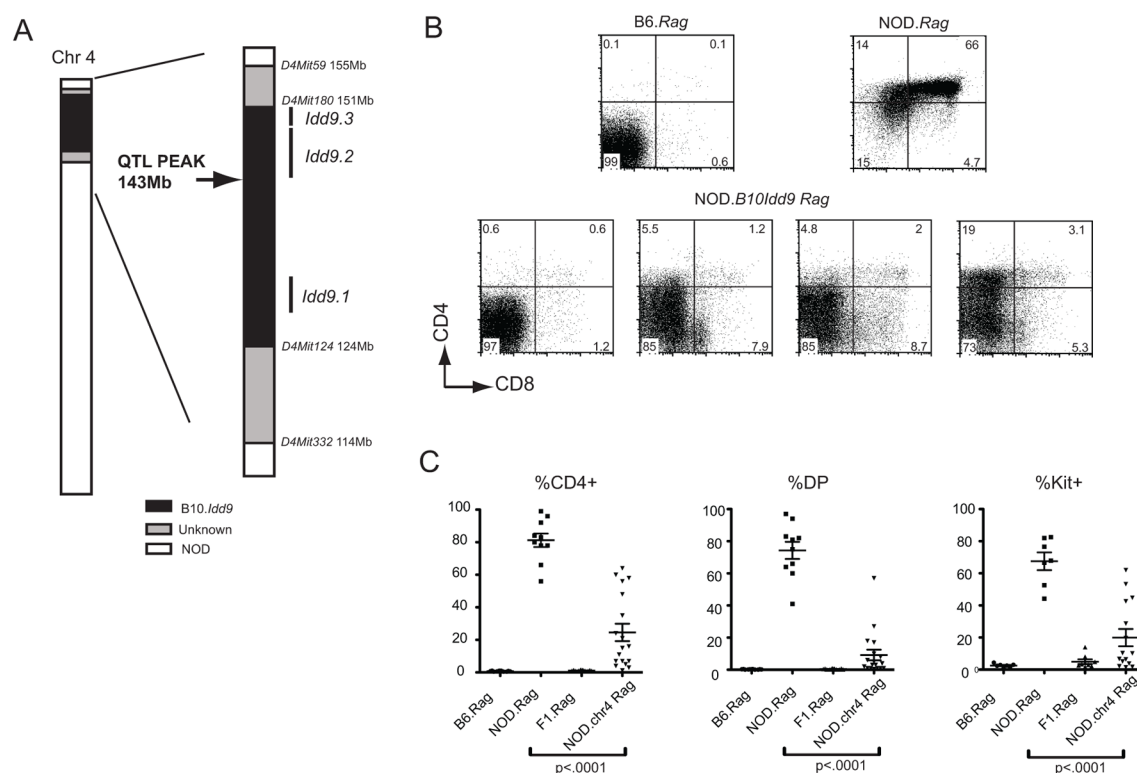 A
Chr 4
D4Mit59 155Mb
D4Mit180 151Mb
Idd9.3
Idd9.2
QTL PEAK
143Mb
Idd9.1
D4Mit124 124Mb
D4Mit332 114Mb
B10.Idd9
Unknown
NOD
B
B6.Rag
NOD.Rag
0.1 0.1
99 0.6
14 66
15 4.7
NOD.B10Idd9 Rag
0.6 0.6
97 1.2
5.5 1.2
85 7.9
4.8 2
85 8.7
19 3.1
73 5.3
CD4
CD8
C
%CD4+
100
80
60
40
20
0
B6.Rag
NOD.Rag
F1.Rag
NOD.chr4 Rag
p<.0001
%DP
100
80
60
40
20
0
B6.Rag
NOD.Rag
F1.Rag
NOD.chr4 Rag
p<.0001
%Kit+
100
80
60
40
20
0
B6.Rag
NOD.Rag
F1.Rag
NOD.chr4 Rag
p<.0001